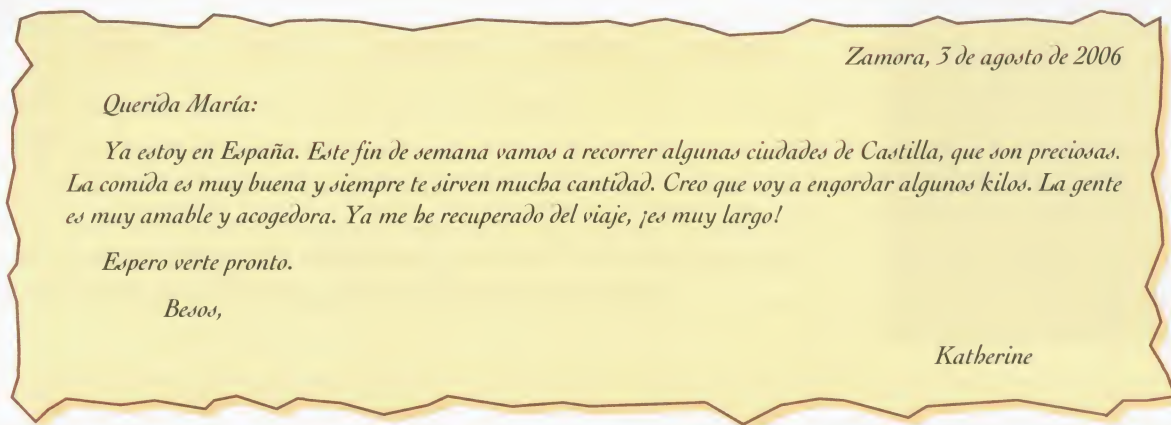 Zamora, 3 de agosto de 2006
Querida María:
Ya estoy en España. Este fin de semana vamos a recorrer algunas ciudades de Castilla, que son preciosas.
La comida es muy buena y siempre te sirven mucha cantidad. Creo que voy a engordar algunos kilos. La gente
es muy amable y acogedora. Ya me he recuperado del viaje, ¡es muy largo!
Espero verte pronto.
Besos,
Katherine